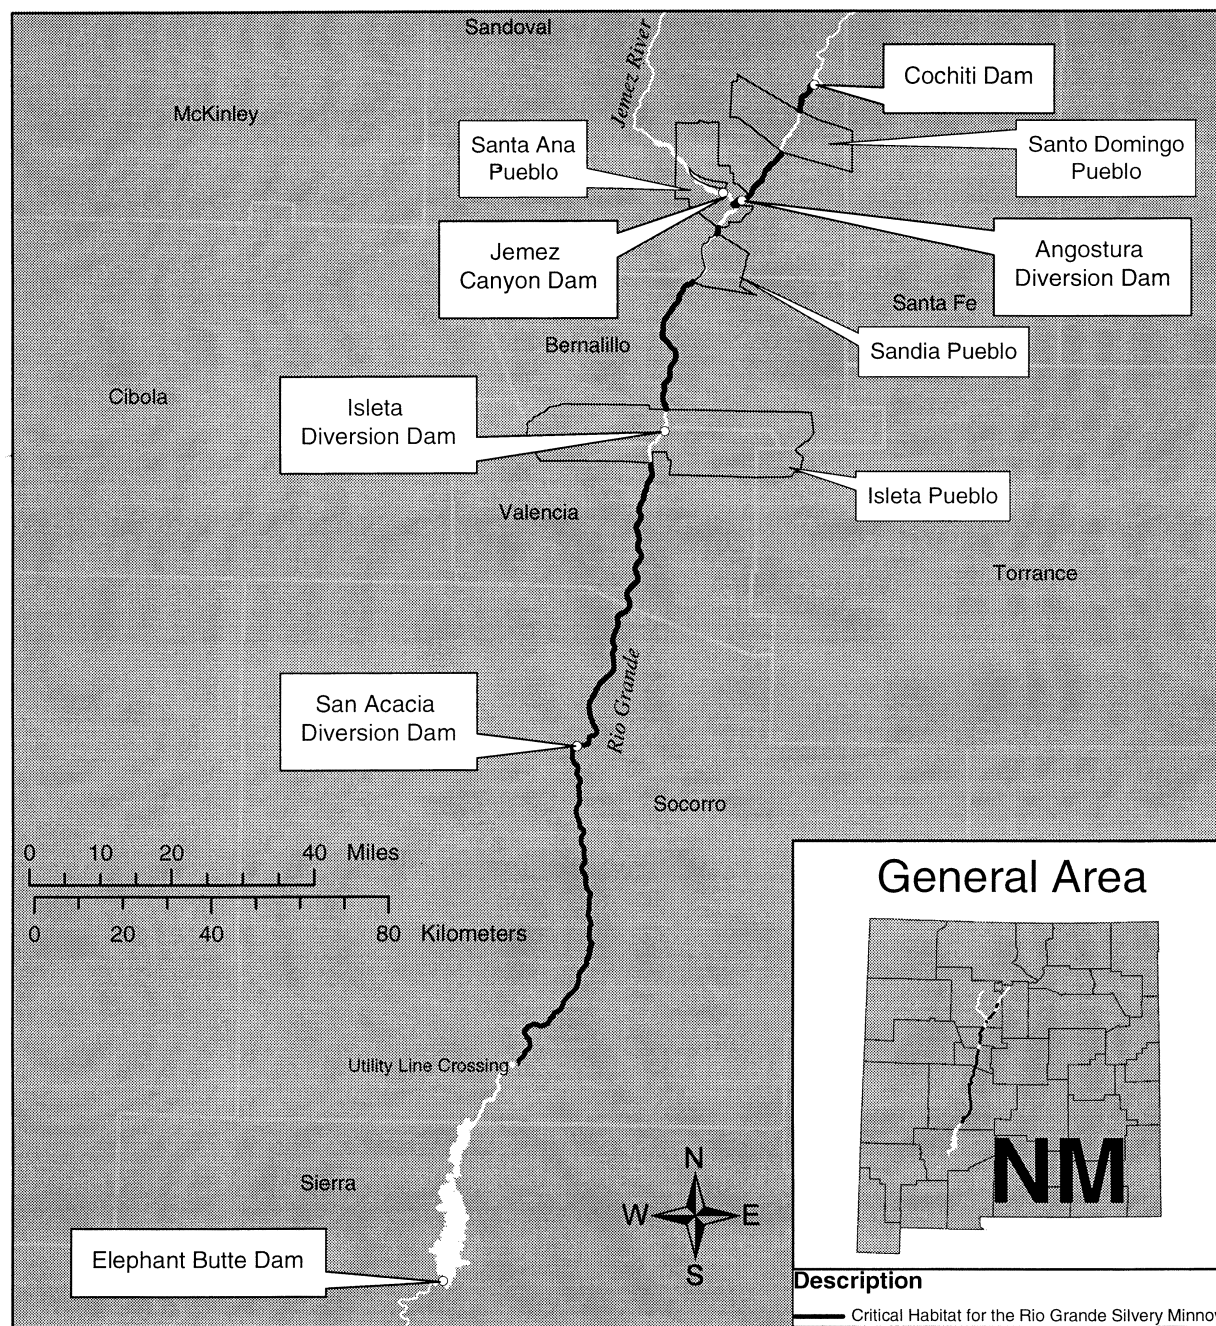 Sandoval
Jemez River
Cochiti Dam
McKinley
Santa Ana
Pueblo
Santo Domingo
Pueblo
Jemez
Canyon Dam
Angostura
Diversion Dam
Santa Fe
Bernalillo
Sandia Pueblo
Cibola
Isleta
Diversion Dam
Isleta Pueblo
Valencia
Torrance
Rio Grande
San Acacia
Diversion Dam
Socorro
0 10 20 40 Miles
0 20 40 80 Kilometers
General Area
NM
Utility Line Crossing
N
W E
S
Sierra
Elephant Butte Dam
Description
Critical Habitat for the Rio Grande Silvery Minno